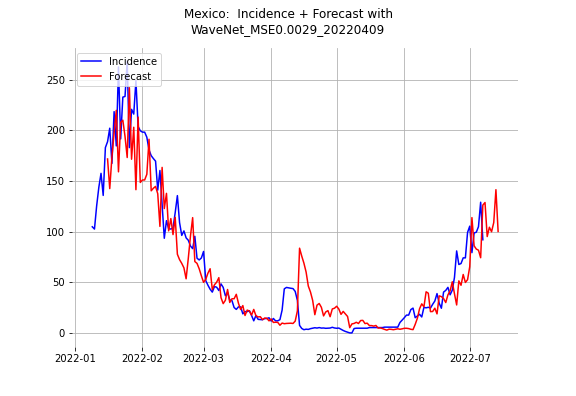 Mexico:  Incidence + Forecast with
WaveNet_MSE0.0029_20220409
Incidence
Forecast
250
200
150
100
50
0
2022-01 2022-02 2022-03 2022-04 2022-05 2022-06 2022-07